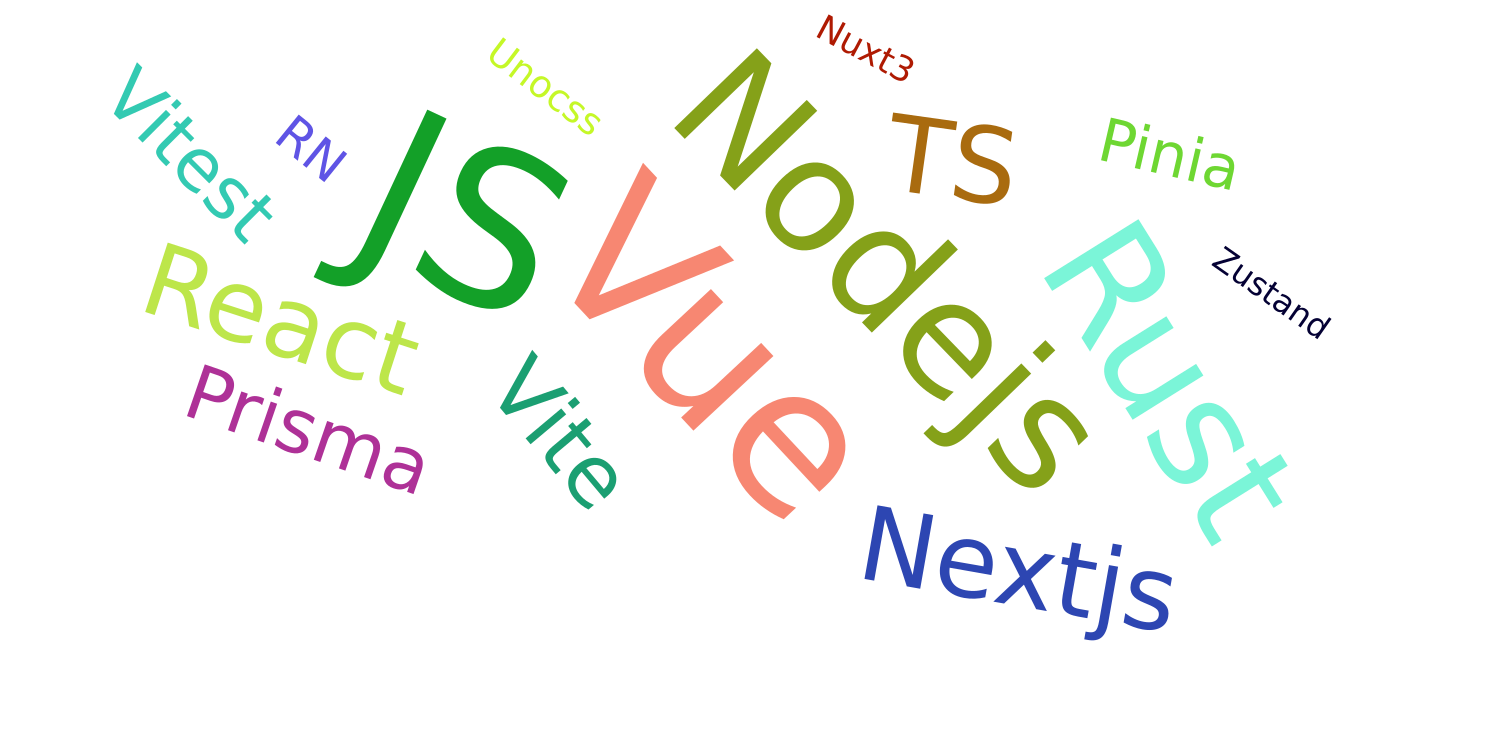 Nuxt3
Unocss
Vitest
RN
JS
Nodejs
TS
Pinia
Vue
Rust
Zustand
React
Prisma
Vite
Nextjs